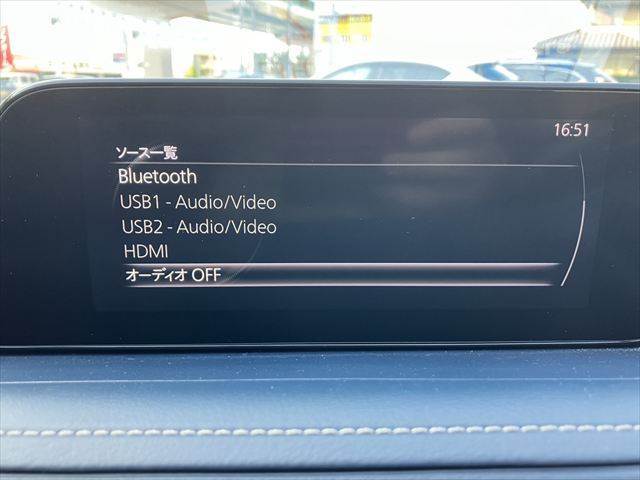 16:51
ソース一覧
Bluetooth
USB1 - Audio/Video
USB2 - Audio/Video
HDMI
オーディオ OFF